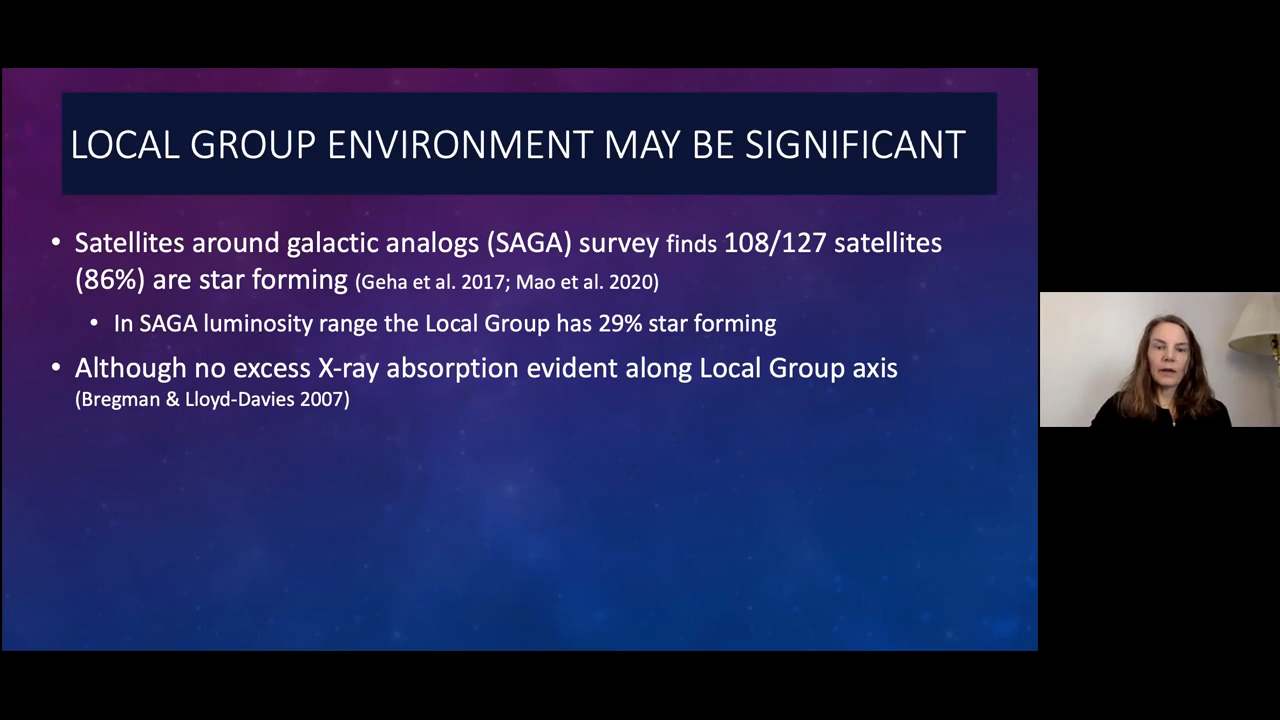 LOCAL GROUP ENVIRONMENT MAY BE SIGNIFICANT
• Satellites around galactic analogs (SAGA) survey finds 108/127 satellites
(86%) are star forming (Geha et al. 2017; Mao et al. 2020)
• In SAGA luminosity range the Local Group has 29% star forming
• Although no excess X-ray absorption evident along Local Group axis
(Bregman & Lloyd-Davies 2007)